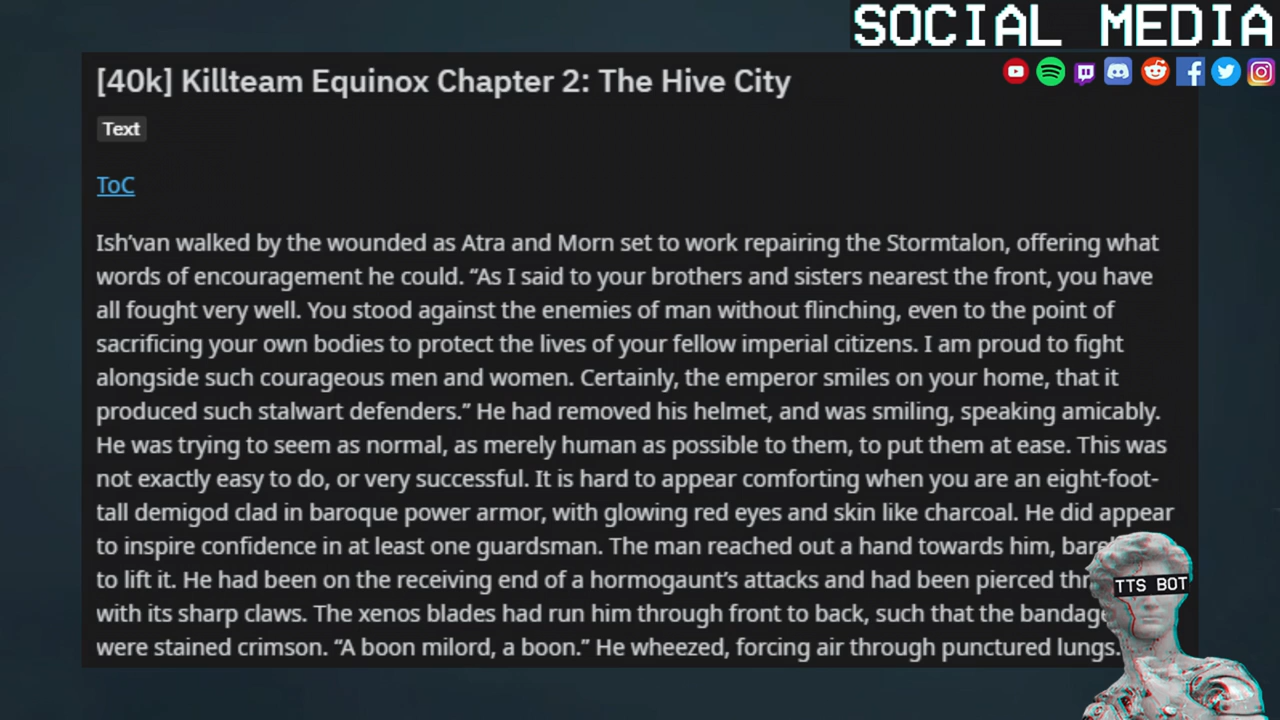 SOCIAL MEDIA
[40k] Killteam Equinox Chapter 2: The Hive City
Text
ToC
Ish’van walked by the wounded as Atra and Morn set to work repairing the Stormtalon, offering what
words of encouragement he could. “As I said to your brothers and sisters nearest the front, you have
all fought very well. You stood against the enemies of man without flinching, even to the point of
sacrificing your own bodies to protect the lives of your fellow imperial citizens. I am proud to fight
alongside such courageous men and women. Certainly, the emperor smiles on your home, that it
produced such stalwart defenders.” He had removed his helmet, and was smiling, speaking amicably.
He was trying to seem as normal, as merely human as possible to them, to put them at ease. This was
not exactly easy to do, or very successful. It is hard to appear comforting when you are an eight-foot-
tall demigod clad in baroque power armor, with glowing red eyes and skin like charcoal. He did appear
to inspire confidence in at least one guardsman. The man reached out a hand towards him,
to lift it. He had been on the receiving end of a hormogaunt’s attacks and had been pierced
with its sharp claws. The xenos blades had run him through front to back, such that the
were stained crimson. “A boon milord, a boon.” He wheezed, forcing air through punctured lungs.
TTS BOT